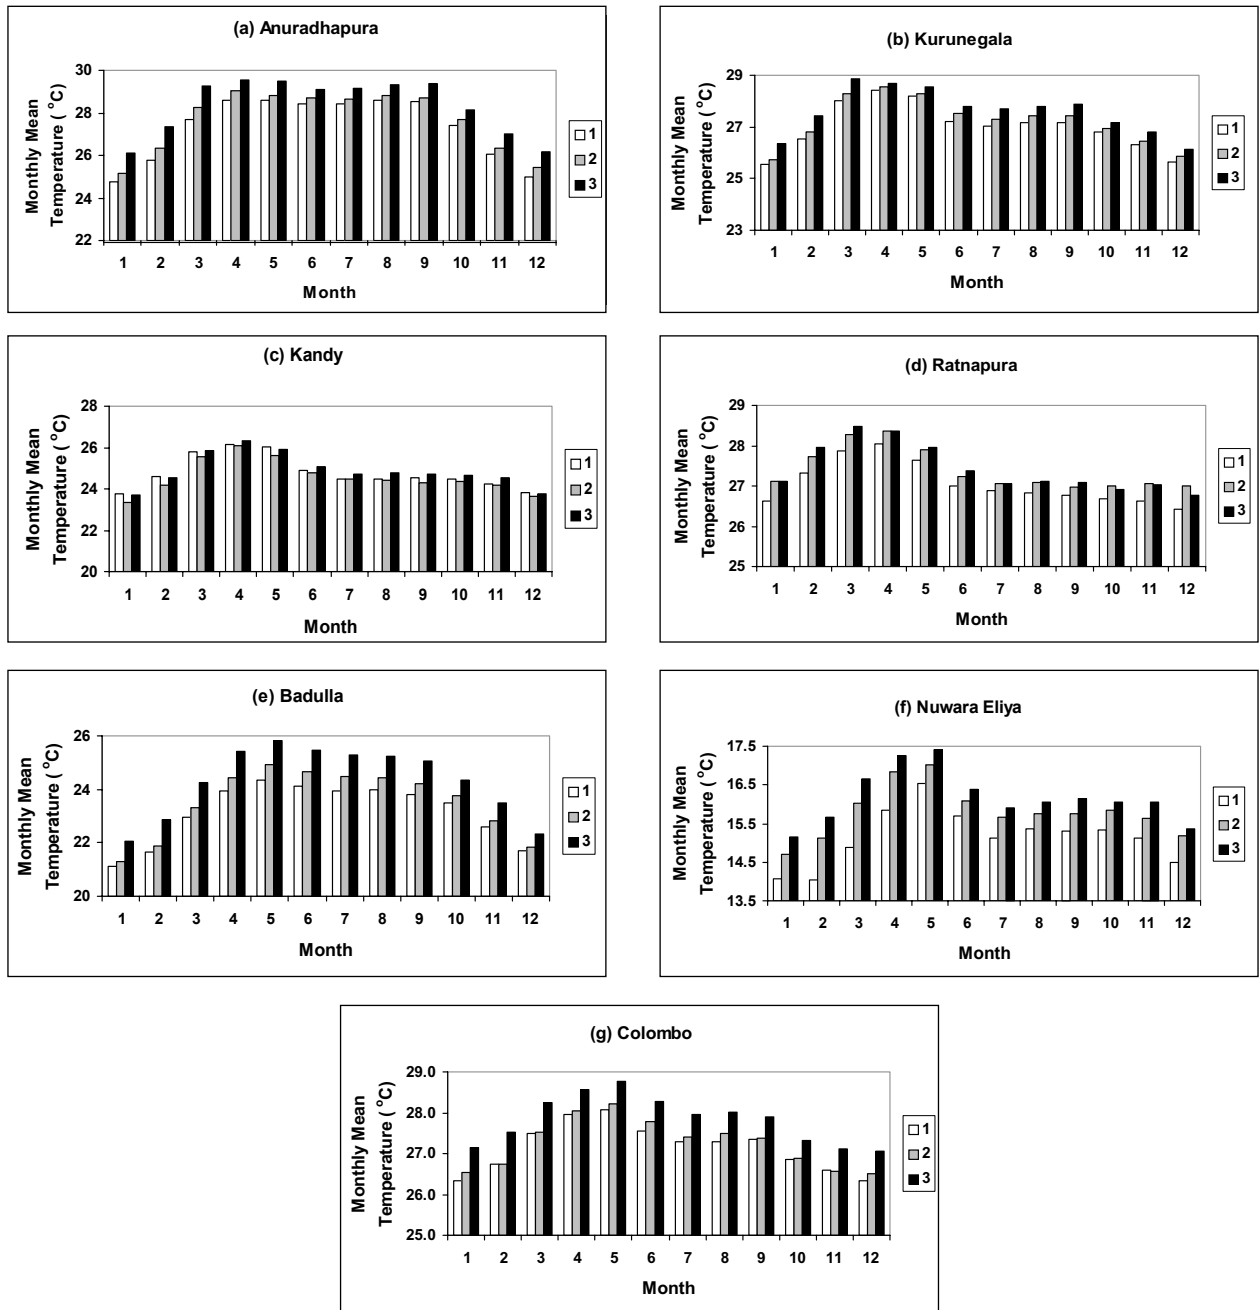 (a) Anuradhapura
Monthly Mean
Temperature ( °C)
30
28
26
24
22
1 2 3 4 5 6 7 8 9 10 11 12
Month
1
2
3
(b) Kurunegala
Monthly Mean
Temperature ( °C)
29
27
25
23
1 2 3 4 5 6 7 8 9 10 11 12
Month
1
2
3
(c) Kandy
Monthly Mean
Temperature ( °C)
28
26
24
22
20
1 2 3 4 5 6 7 8 9 10 11 12
Month
1
2
3
(d) Ratnapura
Monthly Mean
Temperature ( °C)
29
28
27
26
25
1 2 3 4 5 6 7 8 9 10 11 12
Month
1
2
3
(e) Badulla
Monthly Mean
Temperature ( °C)
26
24
22
20
1 2 3 4 5 6 7 8 9 10 11 12
Month
1
2
3
(f) Nuwara Eliya
Monthly Mean
Temperature ( °C)
17.5
16.5
15.5
14.5
13.5
1 2 3 4 5 6 7 8 9 10 11 12
Month
1
2
3
(g) Colombo
Monthly Mean
Temperature ( °C)
29.0
28.0
27.0
26.0
25.0
1 2 3 4 5 6 7 8 9 10 11 12
Month
1
2
3